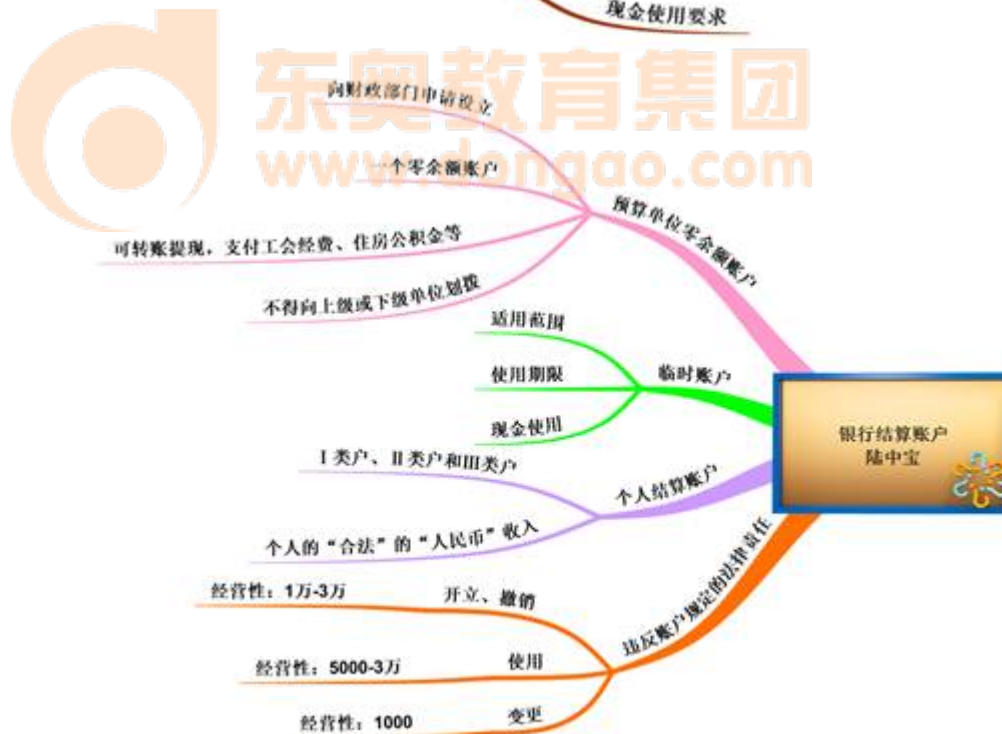 现金使用要求
东奥教育集团
www.dongao.com
向财政部门申请设立
一个零余额账户
可转账提现，支付工会经费、住房公积金等
不得向上级或下级单位划拨
预算单位零余额账户
适用范围
使用期限
现金使用
临时账户
银行结算账户
陆中宝
I类户、II类户和III类户
个人的“合法”的“人民币”收入
个人结算账户
经营性：1万-3万
开立、撤销
经营性：5000-3万
使用
经营性：1000
变更
违反账户规定的法律责任